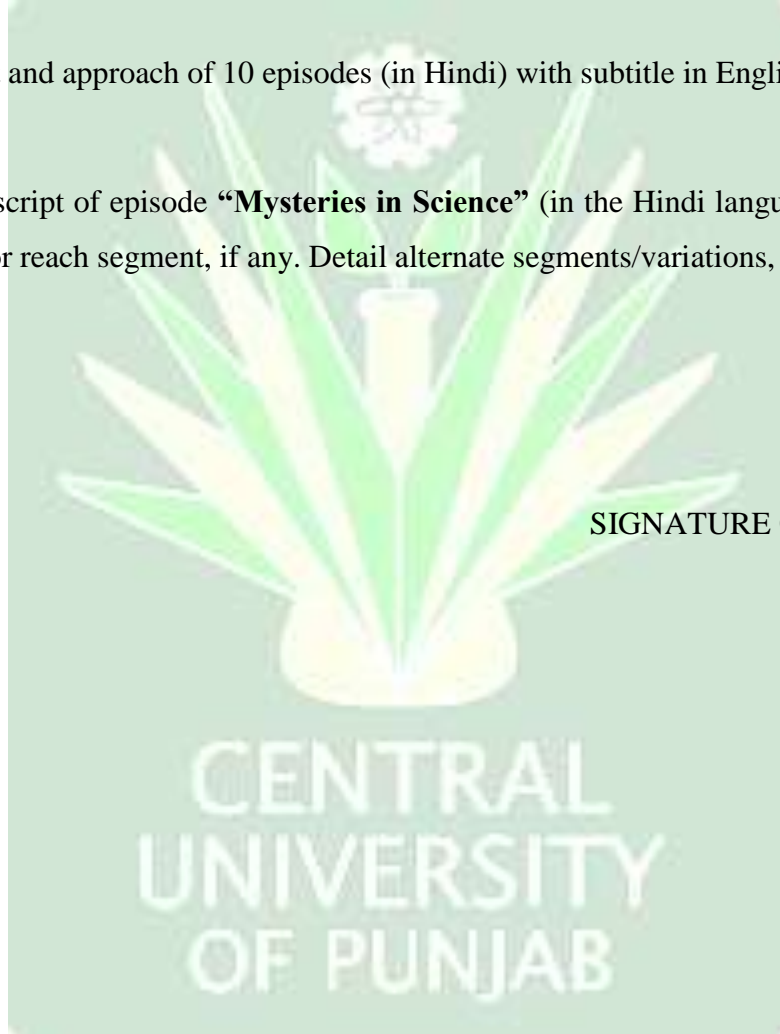 and approach of 10 episodes (in Hindi) with subtitle in Engli
script of episode “Mysteries in Science” (in the Hindi langu
r reach segment, if any. Detail alternate segments/variations,
SIGNATURE
CENTRAL
UNIVERSITY
OF PUNJAB